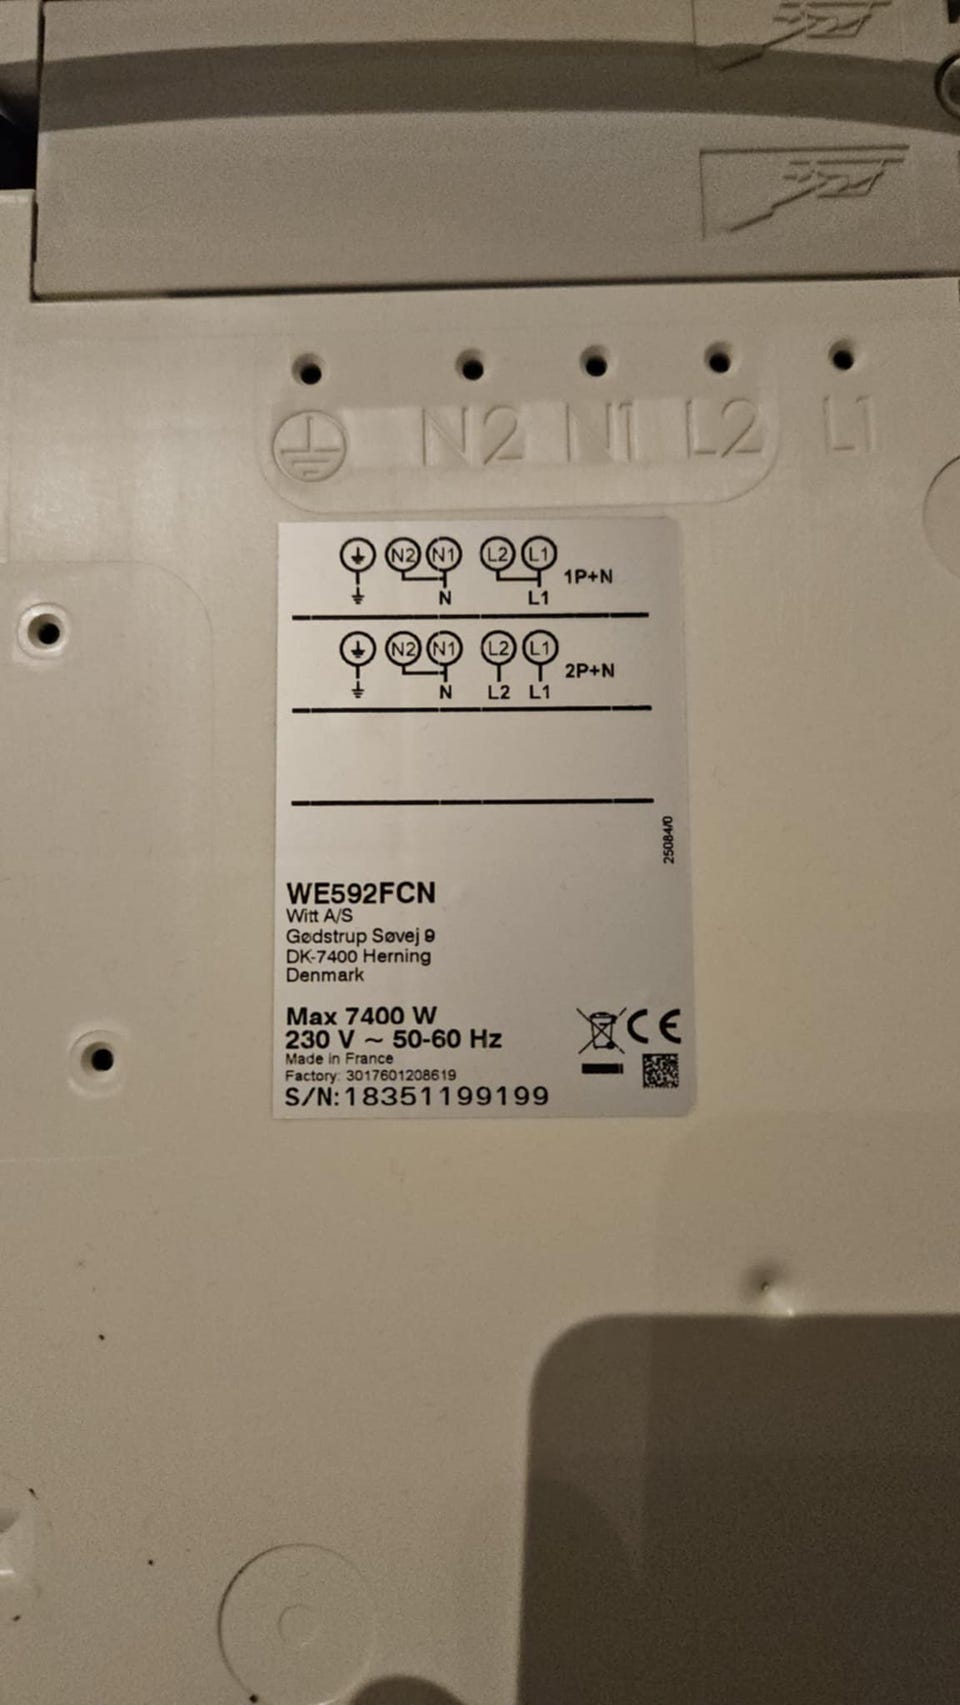 N2 N1 L2 L1
N2 N1 L2 L1
1P+N
N L1
N2 N1 L2 L1
2P+N
N L2 L1
25084/0
WE592FCN
Witt A/S
Gødstrup Søvej 9
DK-7400 Herning
Denmark
Max 7400 W
230 V ~ 50-60 Hz
CE
Made in France
Factory: 3017601208619
S/N:18351199199